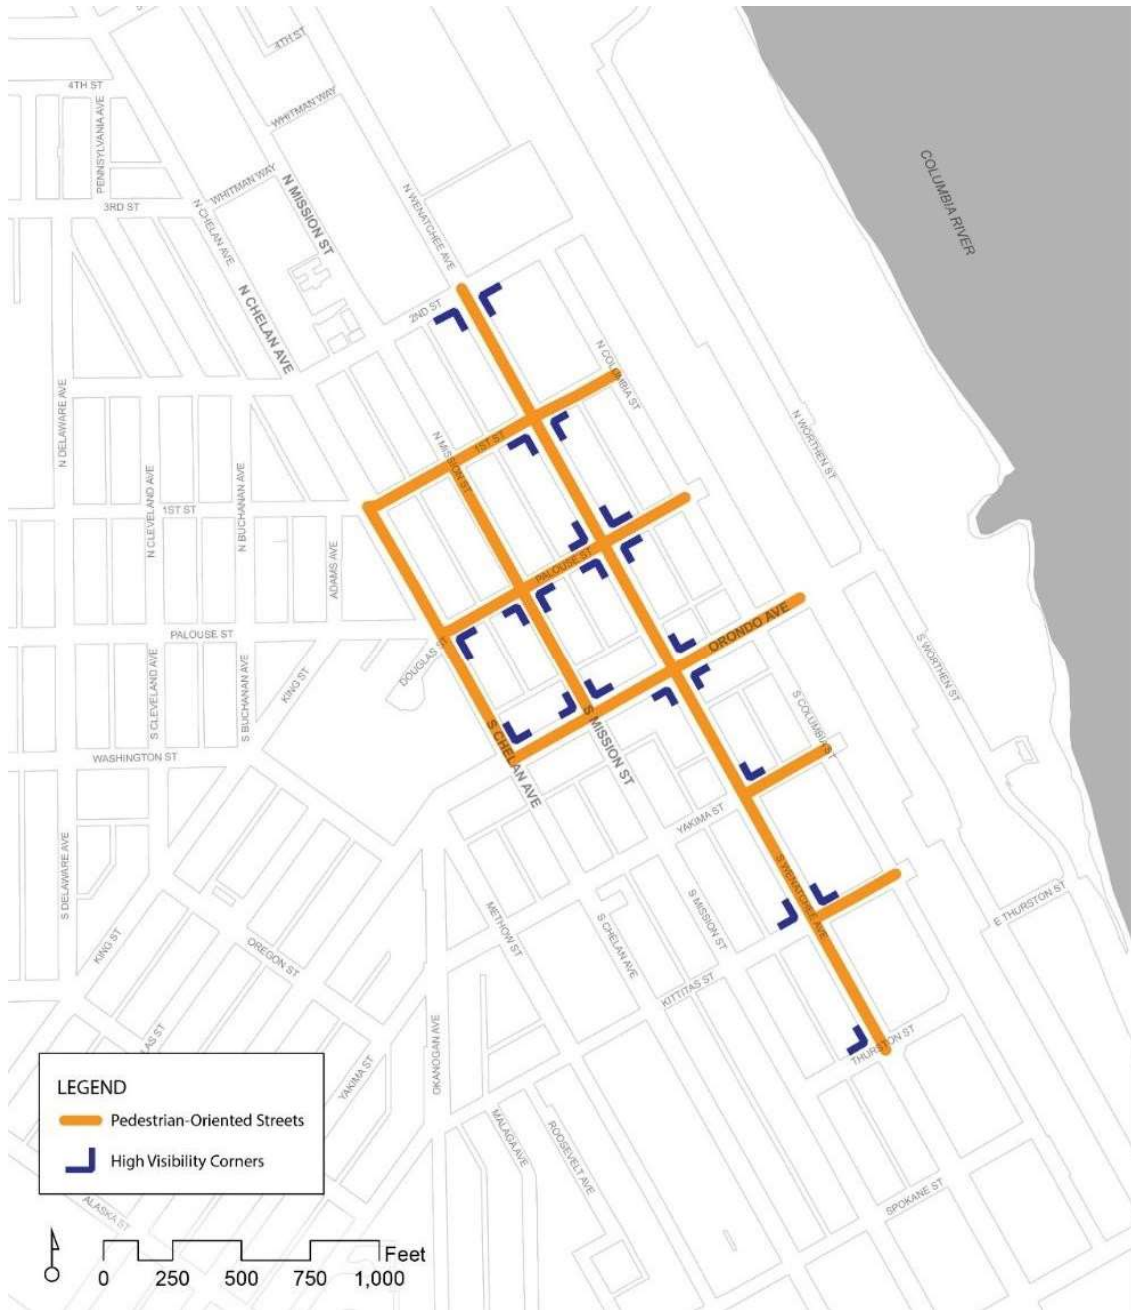 4TH ST
4TH ST
PENNSYLVANIA AVE
WHITMAN WAY
WHITMAN WAY
3RD ST
N CHELAN AVE
N MISSION ST
N WENATCHEE AVE
COLUMBIA RIVER
N CHELAN AVE
2ND ST
N COLUMBIA ST
N DELAWARE AVE
N WORTHEN ST
N MISSION ST
1ST ST
N CLEVELAND AVE
N BUCHANAN AVE
1ST ST
ADAMS AVE
PALOUSE ST
PALOUSE ST
DOUGLAS ST
ORONDO AVE
S WORTHEN ST
S CLEVELAND AVE
S BUCHANAN AVE
KING ST
S CHELAN AVE
S MISSION ST
S COLUMBIA ST
WASHINGTON ST
YAKIMA ST
S DELAWARE AVE
S WENATCHEE AVE
METHOW ST
S CHELAN AVE
S MISSION ST
E THURSTON ST
KING ST
OREGON ST
KITTITAS ST
THURSTON ST
LAS ST
YAKIMA ST
OKANOGAN AVE
MALAGA AVE
ROOSEVELT AVE
SPOKANE ST
ALASKA ST
LEGEND
Pedestrian-Oriented Streets
High Visibility Corners
Feet
0 250 500 750 1,000